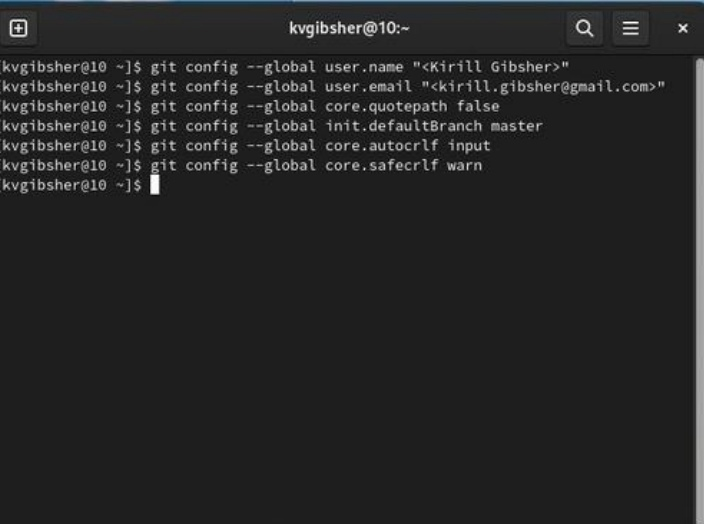 kvgibsher@10:~
[kvgibsher@10 ~]$ git config --global user.name "<Kirill Gibsher>"
[kvgibsher@10 ~]$ git config --global user.email "<kirill.gibsher@gmail.com>"
[kvgibsher@10 ~]$ git config --global core.quotepath false
[kvgibsher@10 ~]$ git config --global init.defaultBranch master
[kvgibsher@10 ~]$ git config --global core.autocrlf input
[kvgibsher@10 ~]$ git config --global core.safecrlf warn
[kvgibsher@10 ~]$